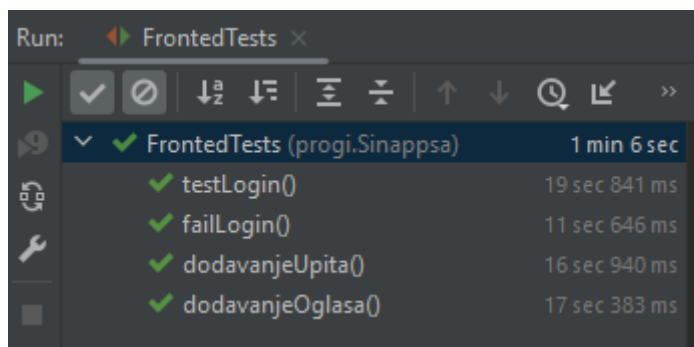 Run: FrontedTests
FrontedTests (progi.Sinappsa) 1 min 6 sec
testLogin() 19 sec 841 ms
failLogin() 11 sec 646 ms
dodavanjeUpita() 16 sec 940 ms
dodavanjeOglasa() 17 sec 383 ms